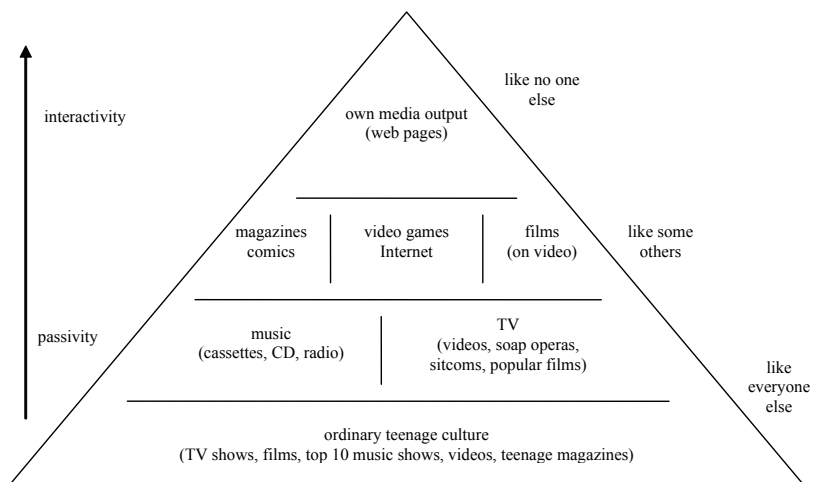 like no one
else
interactivity
own media output
(web pages)
magazines
comics
video games
Internet
films
(on video)
like some
others
passivity
music
(cassettes, CD, radio)
TV
(videos, soap operas,
sitcoms, popular films)
like
everyone
else
ordinary teenage culture
(TV shows, films, top 10 music shows, videos, teenage magazines)